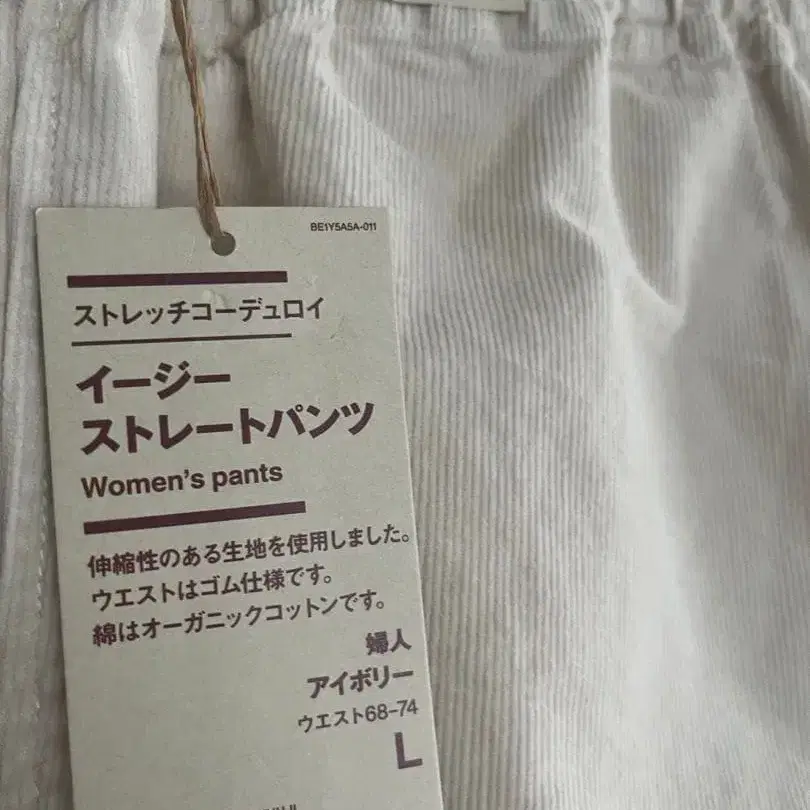 BE1Y5A5A-011
ストレッチコーデュロイ
イージー
ストレートパンツ
Women's pants
伸縮性のある生地を使用しました。
ウエストはゴム仕様です。
綿はオーガニックコットンです。
婦人
アイボリー
ウエスト68-74
L